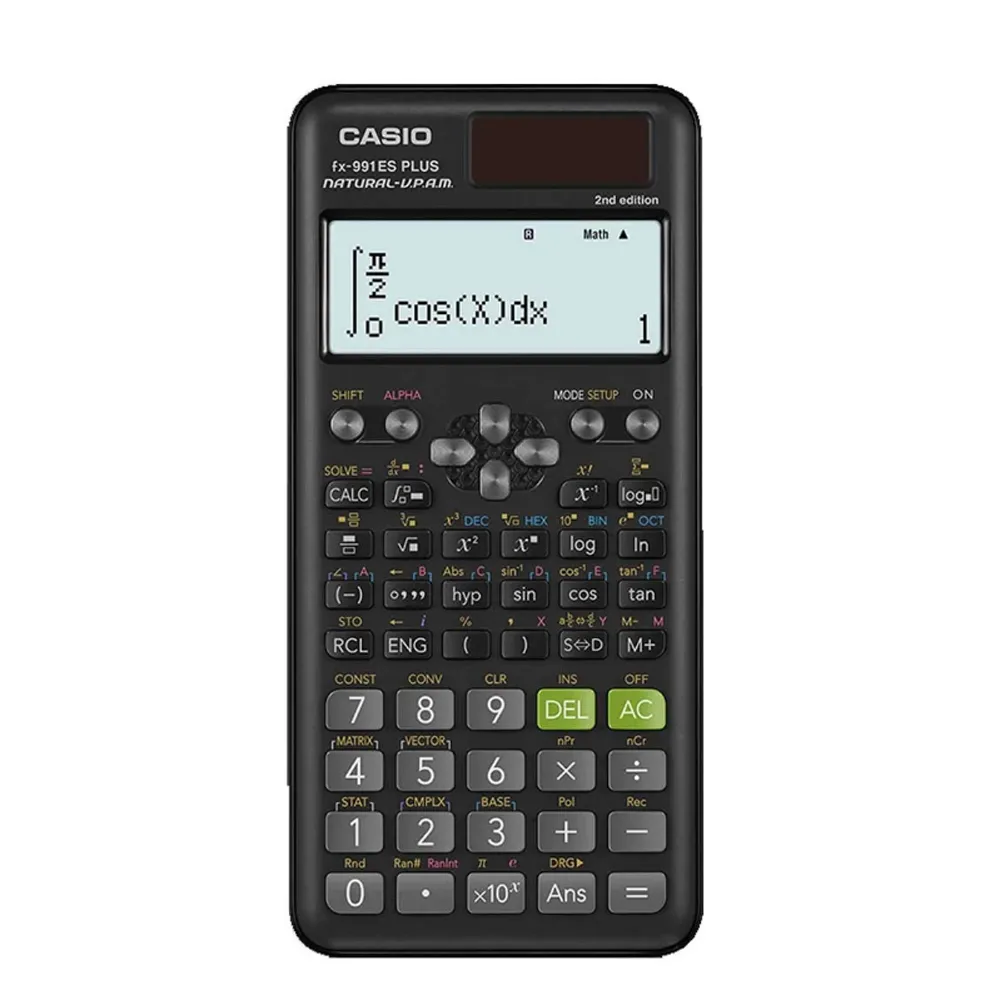 CASIO
fx-991ES PLUS
NATURAL-V.P.A.M.
2nd edition
R Math ▲
∫ π/2 0 cos(X)dx
1
SHIFT ALPHA MODE SETUP ON
SOLVE = d/dx■ : x! Σ■
CALC ∫■ x⁻¹ log■□
■▤ ³√■ x³ DEC ■√□ HEX 10■ BIN e■ OCT
√■ x² x■ log ln
∠ A ← B Abs C sin⁻¹ D cos⁻¹ E tan⁻¹ F
(−) °,,, hyp sin cos tan
STO ← i % , X a b/c⇔d/c Y M− M
RCL ENG ( ) S⇔D M+
CONST CONV CLR INS OFF
7 8 9 DEL AC
MATRIX VECTOR nPr nCr
4 5 6 × ÷
STAT CMPLX BASE Pol Rec
1 2 3 + −
Rnd Ran# RanInt π e DRG▶
0 . ×10ˣ Ans =